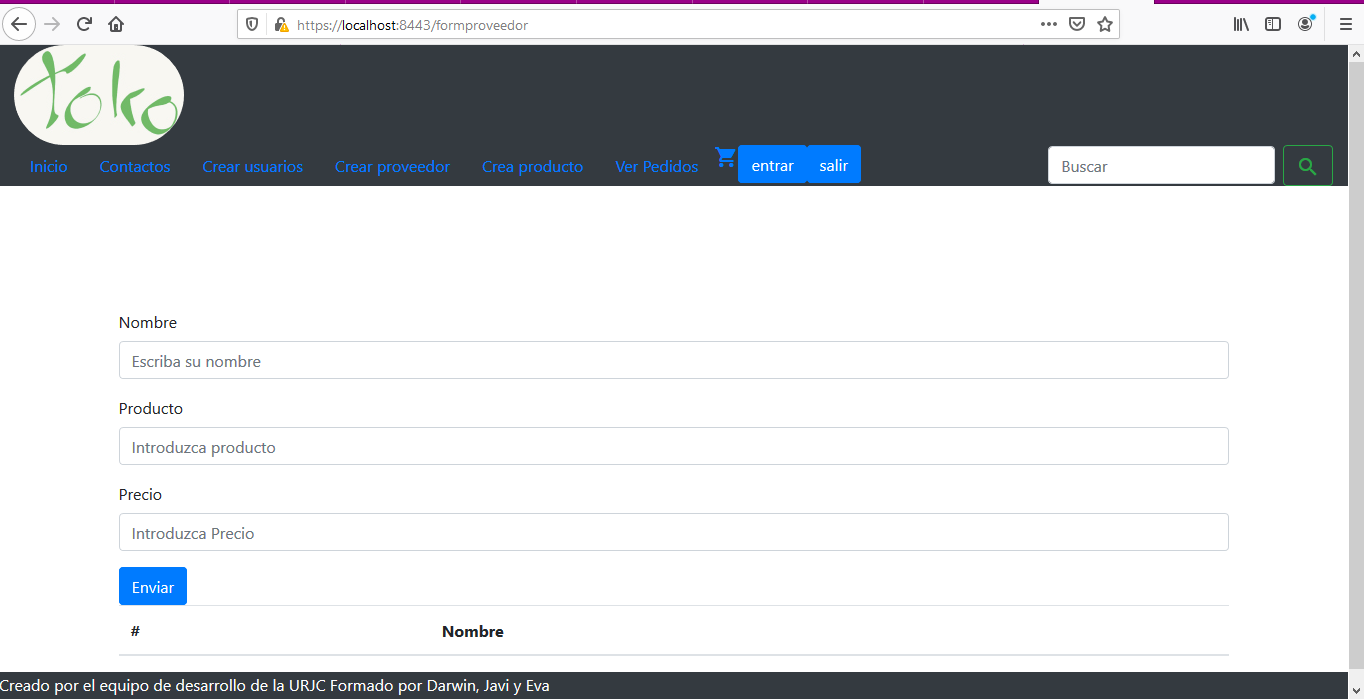 https://localhost:8443/formproveedor
toko
Inicio Contactos Crear usuarios Crear proveedor Crea producto Ver Pedidos entrar salir Buscar
Nombre
Escriba su nombre
Producto
Introduzca producto
Precio
Introduzca Precio
Enviar
# Nombre
Creado por el equipo de desarrollo de la URJC Formado por Darwin, Javi y Eva